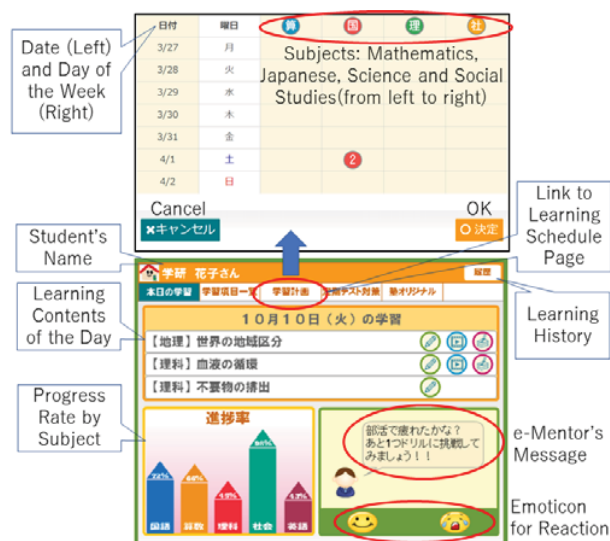 日付 曜日 算 国 理 社
Date (Left)
and Day of
the Week
(Right)
3/27 月
3/28 火
3/29 水
3/30 木
3/31 金
4/1 土 2
4/2 日
Subjects: Mathematics,
Japanese, Science and Social
Studies(from left to right)
Cancel OK
×キャンセル 決定
Link to
Learning
Schedule
Page
Student's
Name
学研 花子さん 履歴
本日の学習 学習項目一覧 学習計画 定期テスト対策 塾オリジナル
Learning
Contents
of the Day
10月10日(火)の学習
【地理】世界の地域区分
【理科】血液の循環
【理科】不要物の排出
Learning
History
Progress
Rate by
Subject
進捗率
国語 算数 理科 社会 英語
部活で疲れたかな?
あと1つドリルに挑戦して
みましょう!!
e-Mentor's
Message
Emoticon
for Reaction